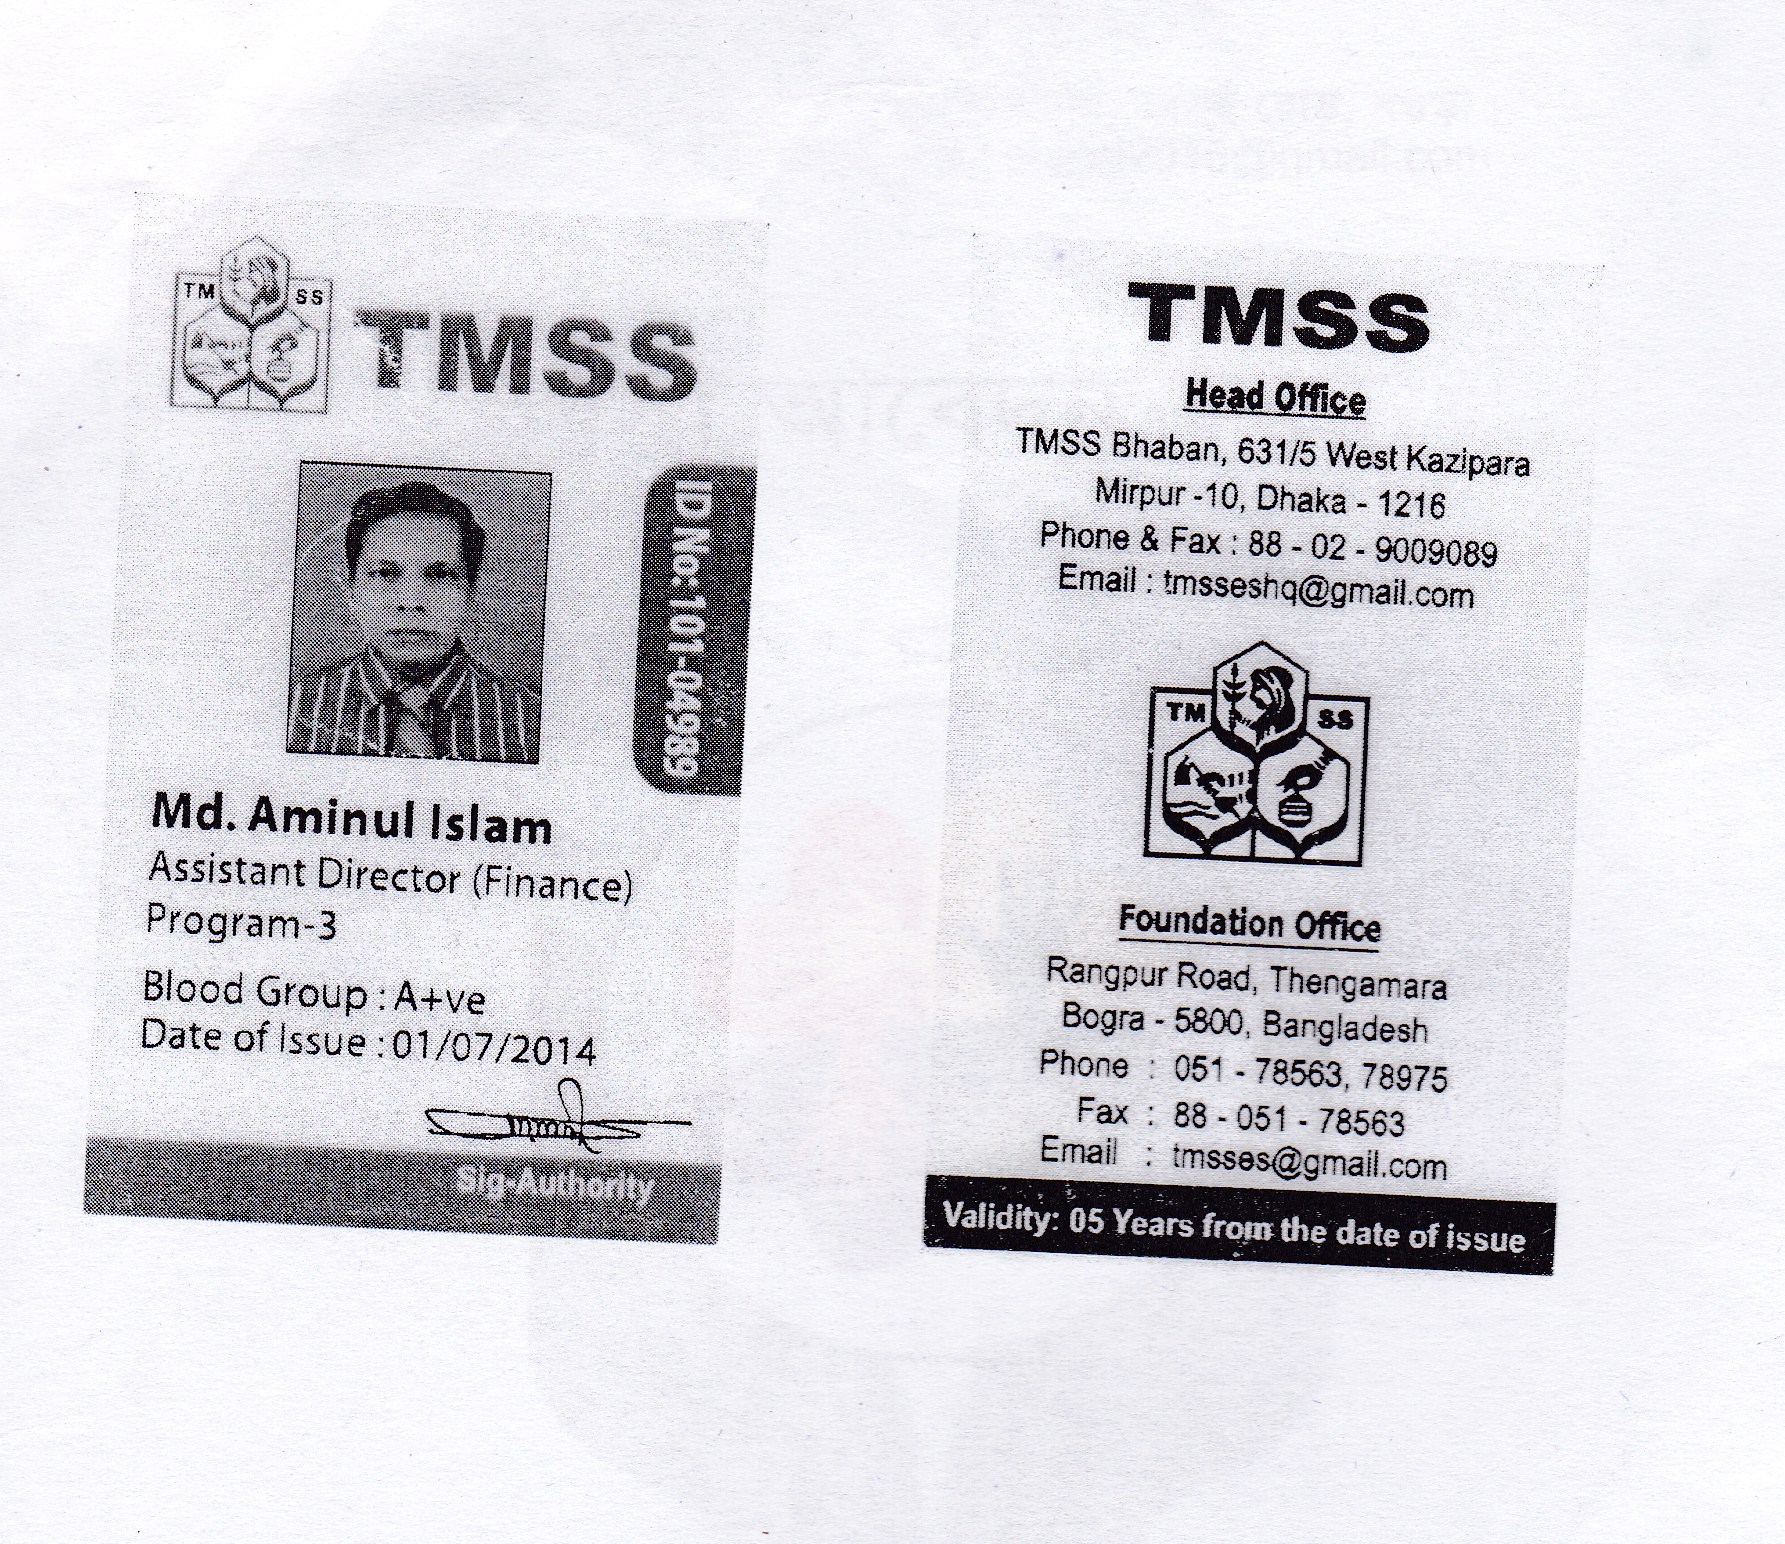 TM SS
TMSS
ID No: 101-04989
Md. Aminul Islam
Assistant Director (Finance)
Program-3
Blood Group : A+ve
Date of Issue : 01/07/2014
Sig-Authority
TMSS
Head Office
TMSS Bhaban, 631/5 West Kazipara
Mirpur -10, Dhaka - 1216
Phone & Fax : 88 - 02 - 9009089
Email : tmsseshq@gmail.com
TM SS
Foundation Office
Rangpur Road, Thengamara
Bogra - 5800, Bangladesh
Phone : 051 - 78563, 78975
Fax : 88 - 051 - 78563
Email : tmsses@gmail.com
Validity: 05 Years from the date of issue